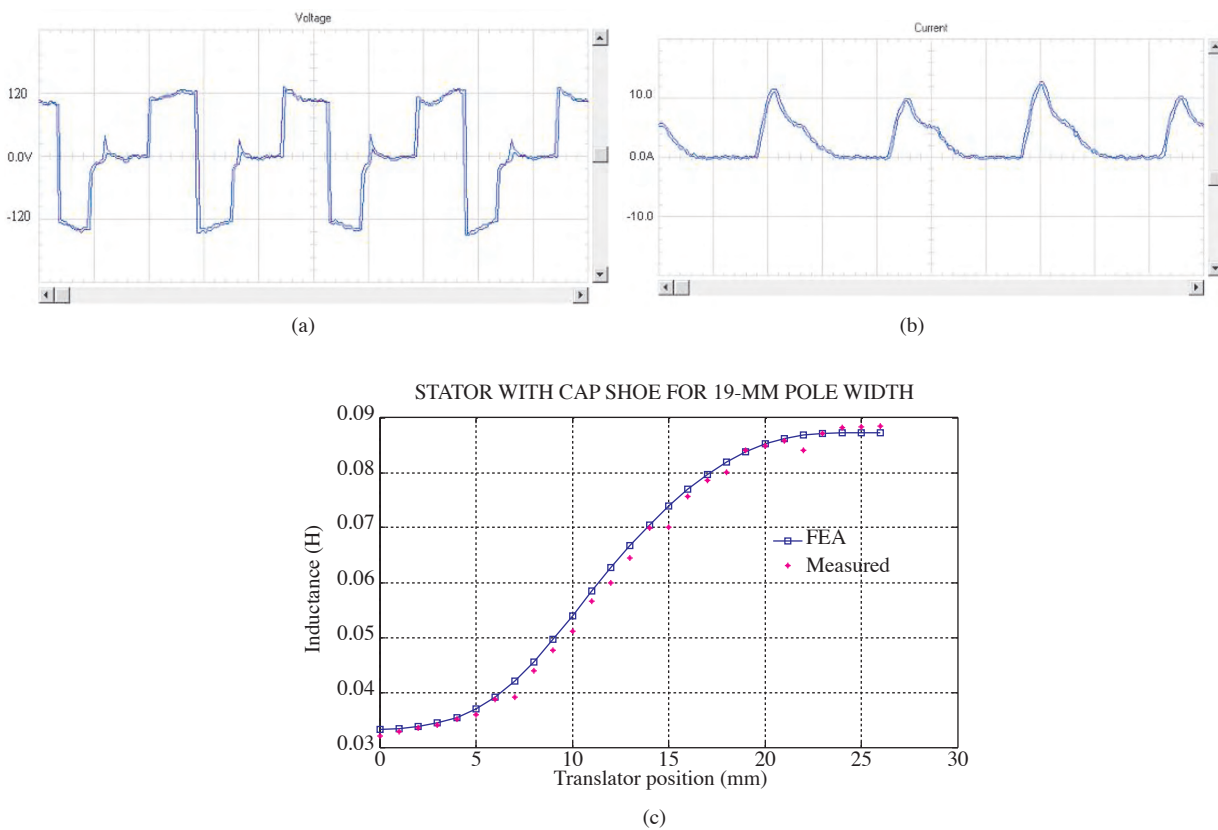 Voltage
120
0.0V
-120
(a)
Current
10.0
0.0A
-10.0
(b)
STATOR WITH CAP SHOE FOR 19-MM POLE WIDTH
0.09
0.08
0.07
0.06
0.05
0.04
0.03
Inductance (H)
FEA
Measured
0
5
10
15
20
25
30
Translator position (mm)
(c)